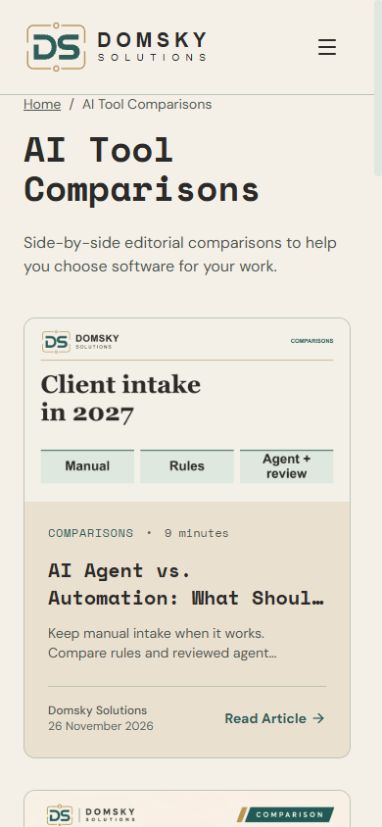 DS DOMSKY
SOLUTIONS
Home / AI Tool Comparisons
AI Tool
Comparisons
Side-by-side editorial comparisons to help
you choose software for your work.
DS DOMSKY
SOLUTIONS
COMPARISONS
Client intake
in 2027
Manual
Rules
Agent +
review
COMPARISONS • 9 minutes
AI Agent vs.
Automation: What Shoul…
Keep manual intake when it works.
Compare rules and reviewed agent…
Domsky Solutions
26 November 2026
Read Article →
DS DOMSKY
SOLUTIONS
COMPARISON